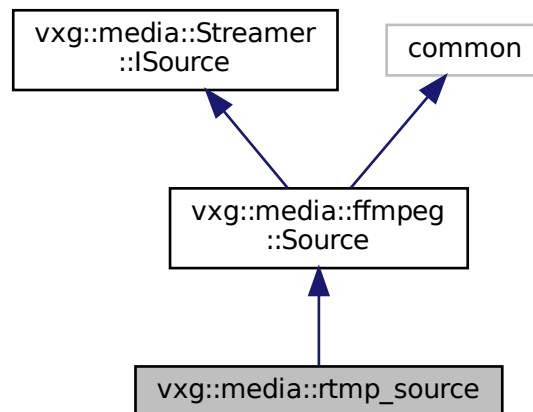 vxg::media::Streamer
::ISource
common
vxg::media::ffmpeg
::Source
vxg::media::rtmp_source